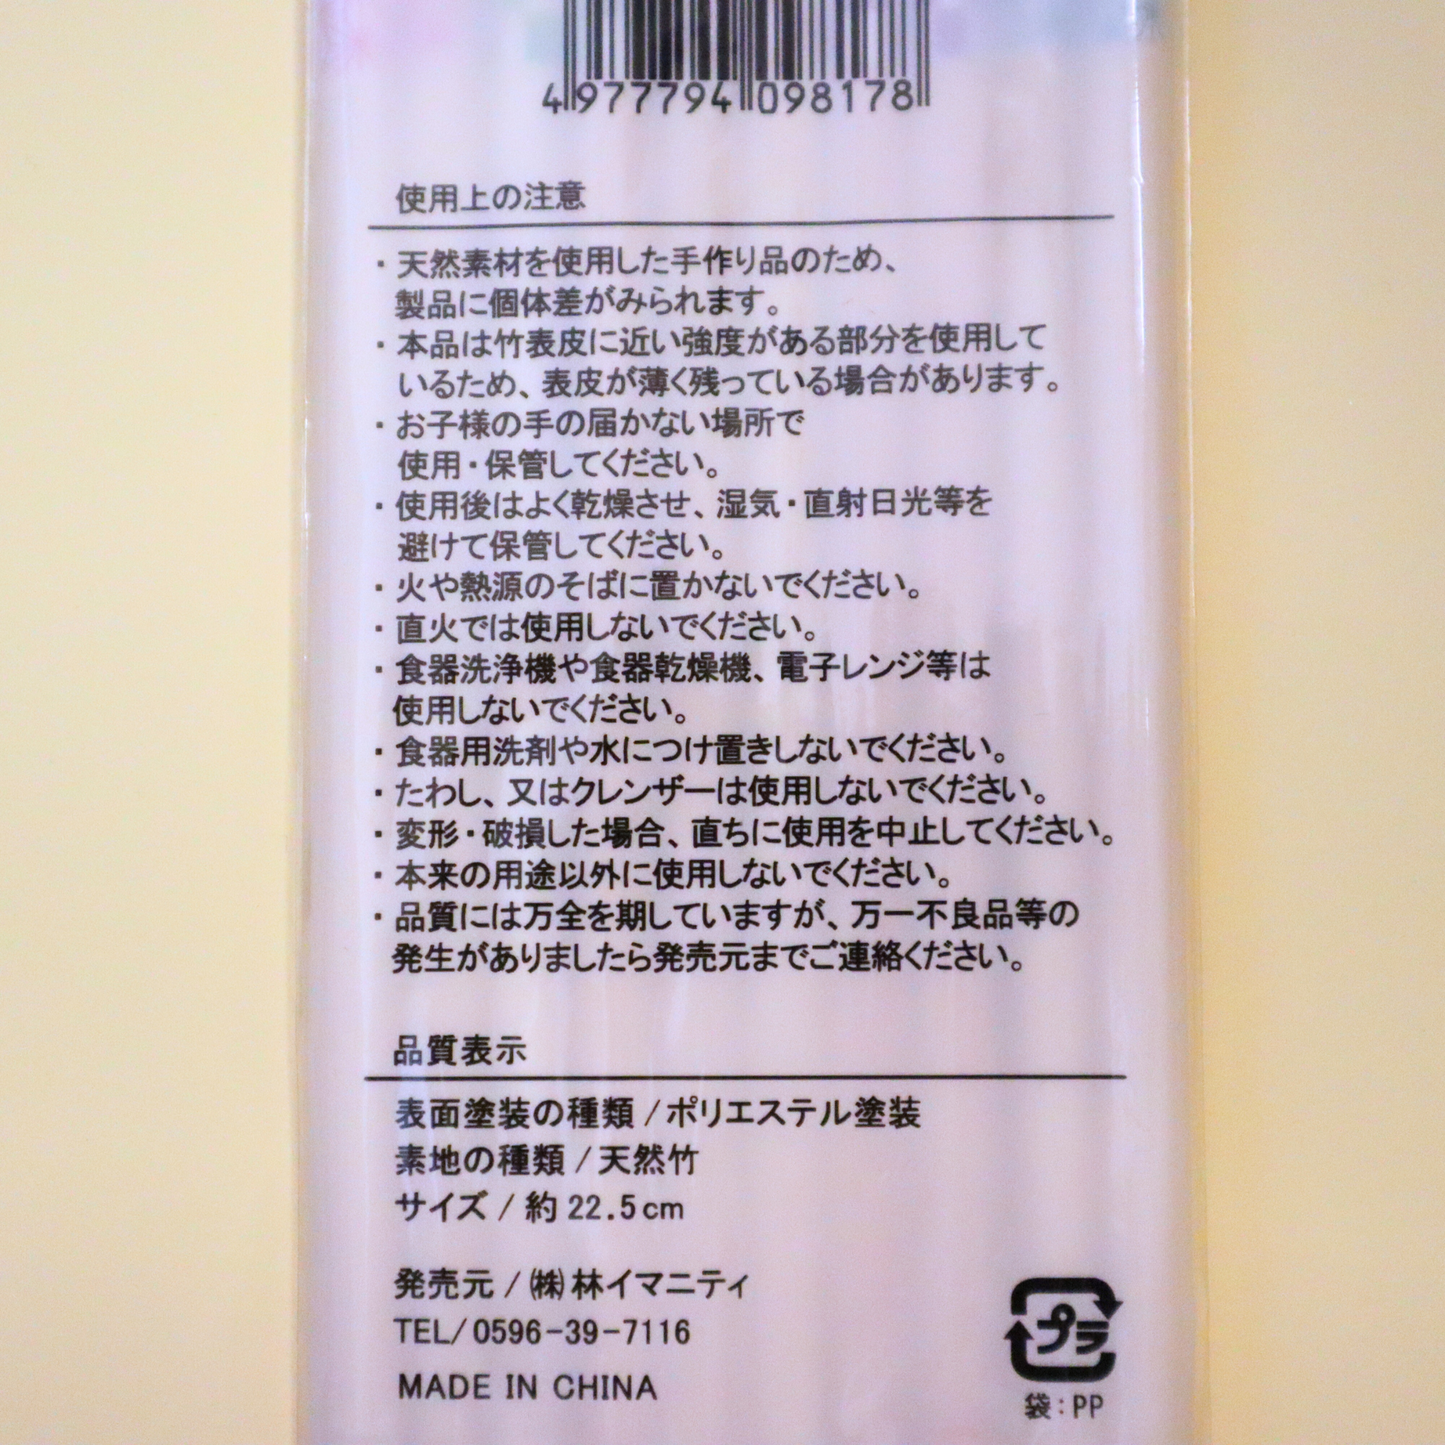 4 977794 098178
使用上の注意
・天然素材を使用した手作り品のため、
製品に個体差がみられます。
・本品は竹表皮に近い強度がある部分を使用して
いるため、表皮が薄く残っている場合があります。
・お子様の手の届かない場所で
使用・保管してください。
・使用後はよく乾燥させ、湿気・直射日光等を
避けて保管してください。
・火や熱源のそばに置かないでください。
・直火では使用しないでください。
・食器洗浄機や食器乾燥機、電子レンジ等は
使用しないでください。
・食器用洗剤や水につけ置きしないでください。
・たわし、又はクレンザーは使用しないでください。
・変形・破損した場合、直ちに使用を中止してください。
・本来の用途以外に使用しないでください。
・品質には万全を期していますが、万一不良品等の
発生がありましたら発売元までご連絡ください。
品質表示
表面塗装の種類/ポリエステル塗装
素地の種類/天然竹
サイズ/約22.5cm
発売元/㈱林イマニティ
TEL/0596-39-7116
MADE IN CHINA
プラ
袋:PP